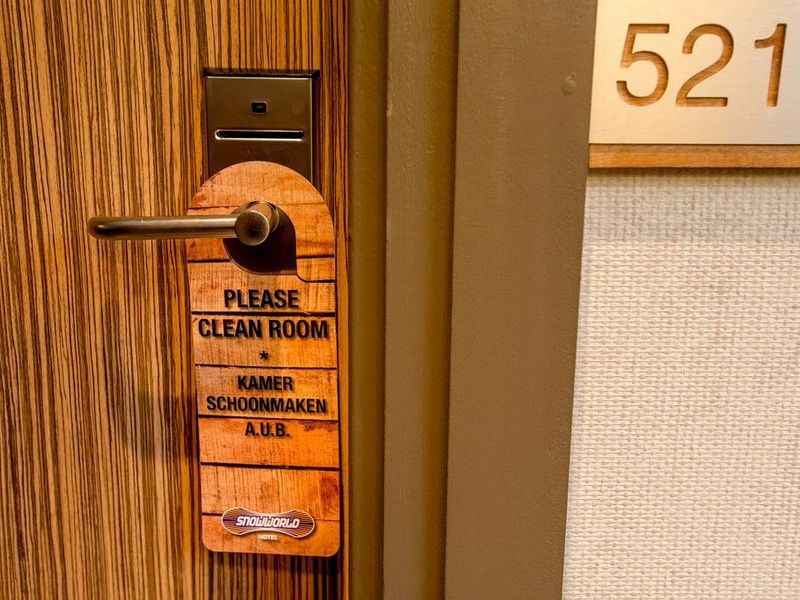 521
PLEASE
CLEAN ROOM
*
KAMER
SCHOONMAKEN
A.U.B.
SNOWWORLD
HOTEL